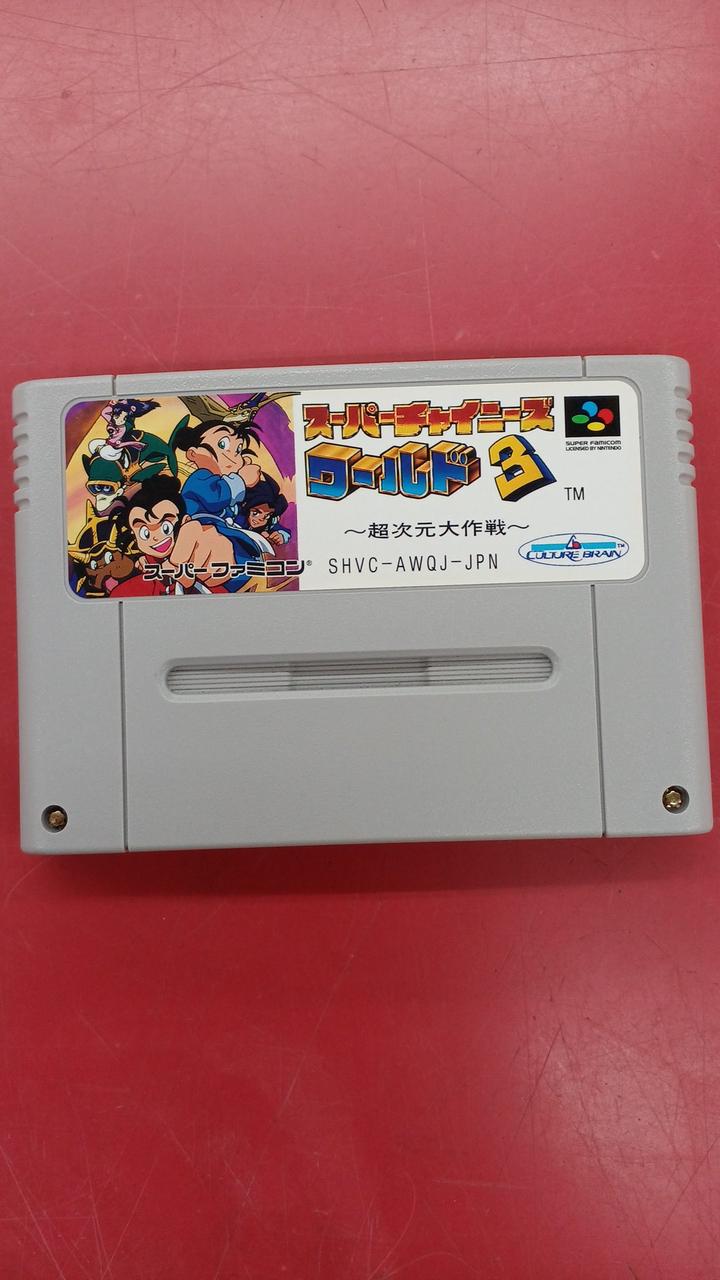 スーパーチャイニーズ
ワールド3
TM
～超次元大作戦～
SUPER FAMICOM
LICENSED BY NINTENDO
CULTURE BRAIN TM
スーパーファミコン®
SHVC-AWQJ-JPN